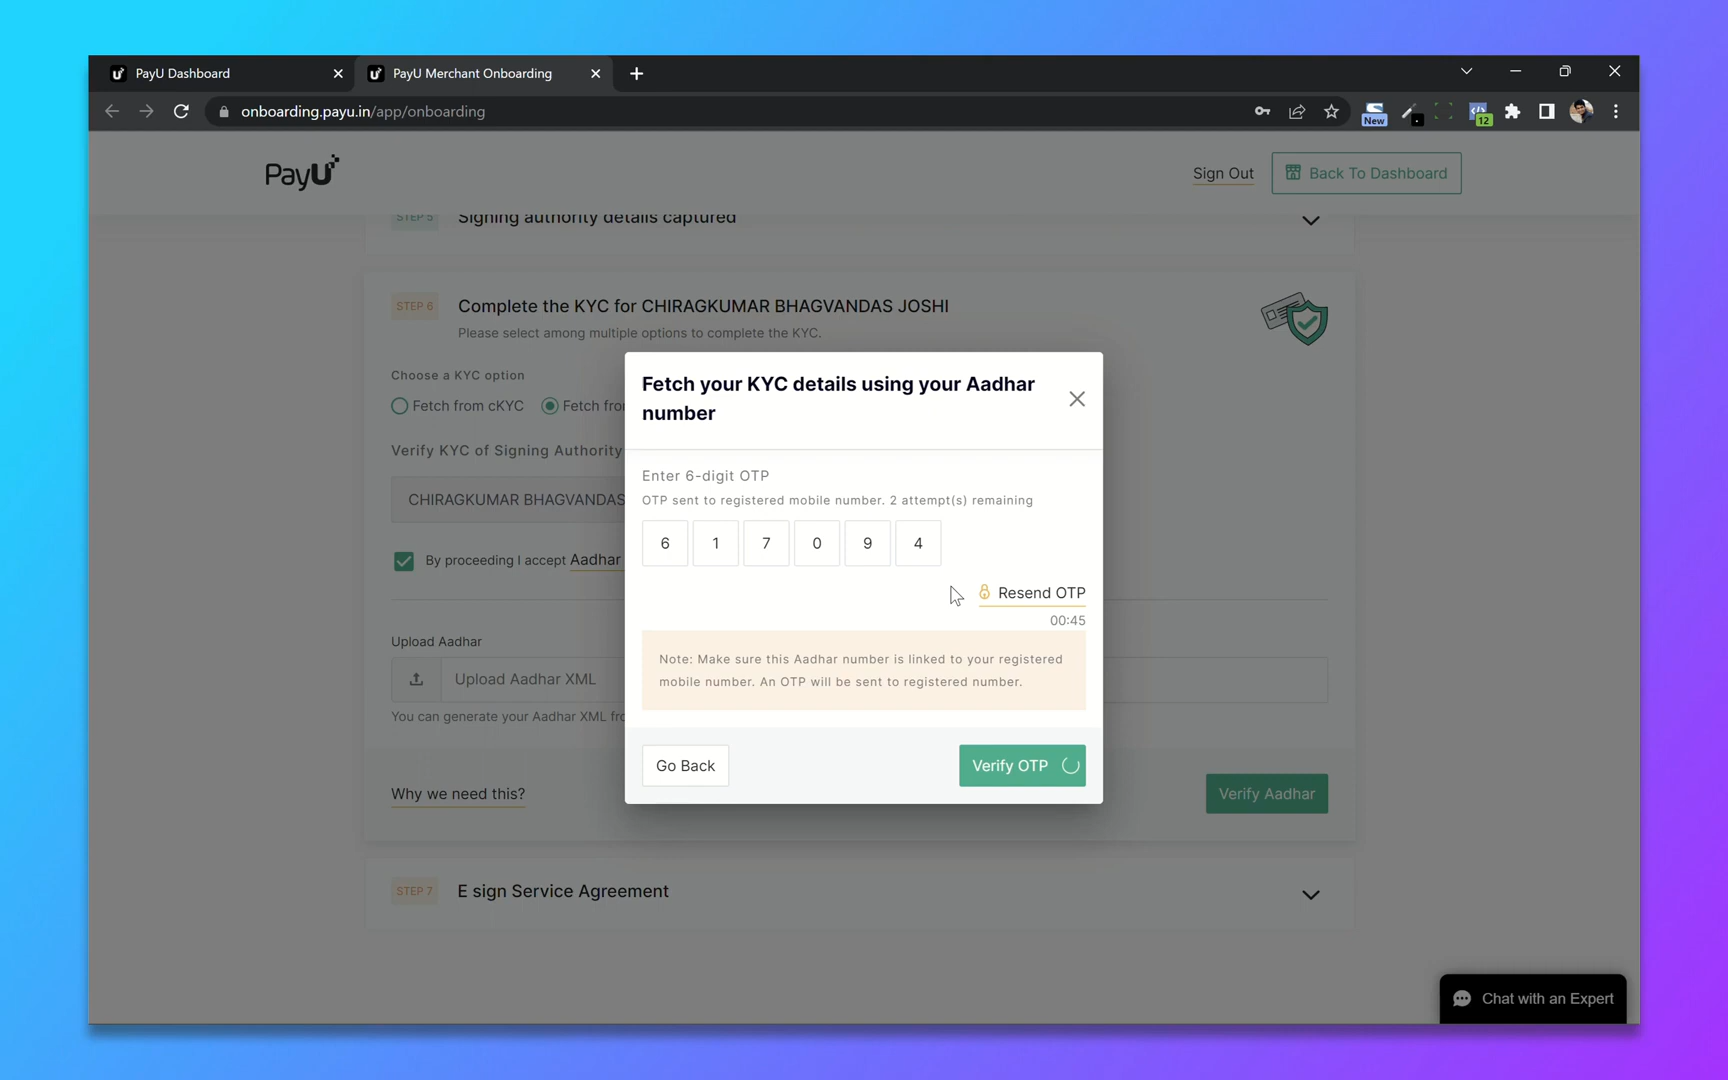 PayU Dashboard
PayU Merchant Onboarding
onboarding.payu.in/app/onboarding
New
12
PayU
Sign Out
Back To Dashboard
STEP 5
Signing authority details captured
STEP 6
Complete the KYC for CHIRAGKUMAR BHAGVANDAS JOSHI
Please select among multiple options to complete the KYC.
Choose a KYC option
Fetch from cKYC
Fetch fro
Verify KYC of Signing Authority
CHIRAGKUMAR BHAGVANDAS
By proceeding I accept Aadhar
Upload Aadhar
Upload Aadhar XML
You can generate your Aadhar XML fro
Why we need this?
Verify Aadhar
Fetch your KYC details using your Aadhar
number
Enter 6-digit OTP
OTP sent to registered mobile number. 2 attempt(s) remaining
6 1 7 0 9 4
Resend OTP
00:45
Note: Make sure this Aadhar number is linked to your registered
mobile number. An OTP will be sent to registered number.
Go Back
Verify OTP
STEP 7
E sign Service Agreement
Chat with an Expert